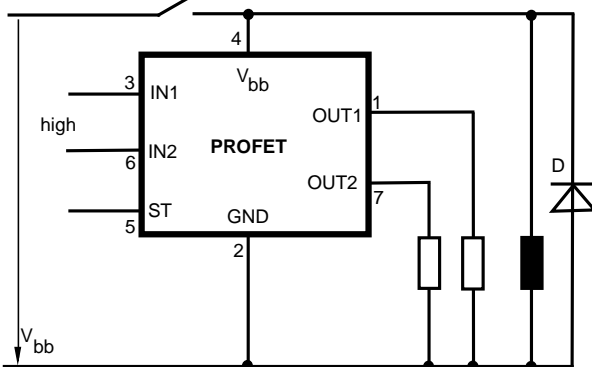 4
V bb
3
IN1
1
OUT1
high
PROFET
IN2
6
D
OUT2
7
ST
5
GND
2
V bb